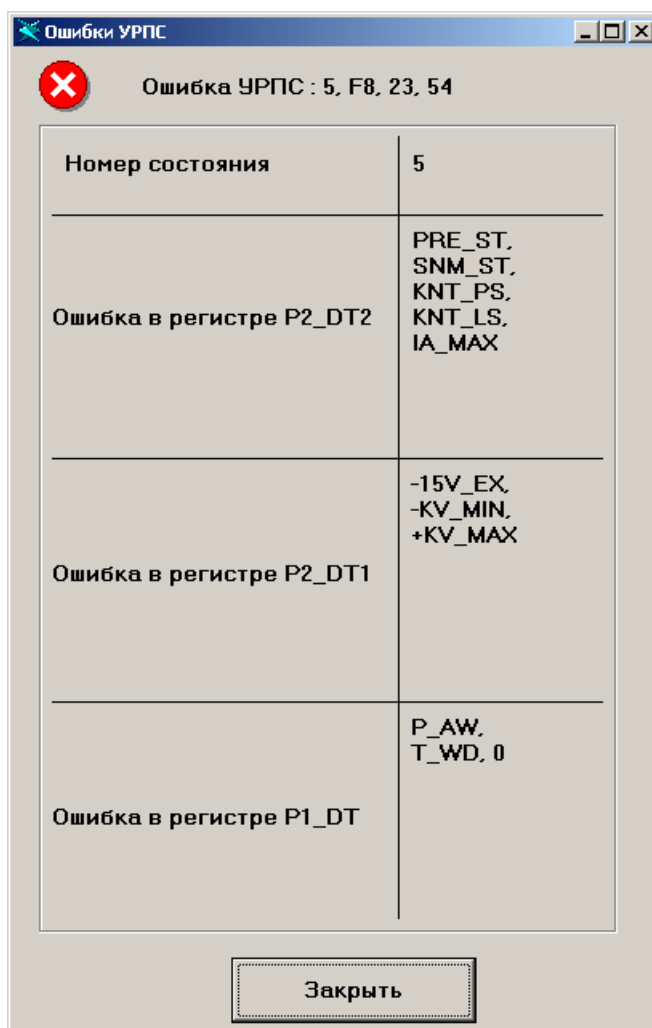 Ошибки УРПС
Ошибка УРПС : 5, F8, 23, 54
Номер состояния
5
Ошибка в регистре P2_DT2
PRE_ST,
SNM_ST,
KNT_PS,
KNT_LS,
IA_MAX
Ошибка в регистре P2_DT1
-15V_EX,
-KV_MIN,
+KV_MAX
Ошибка в регистре P1_DT
P_AW,
T_WD, 0
Закрыть